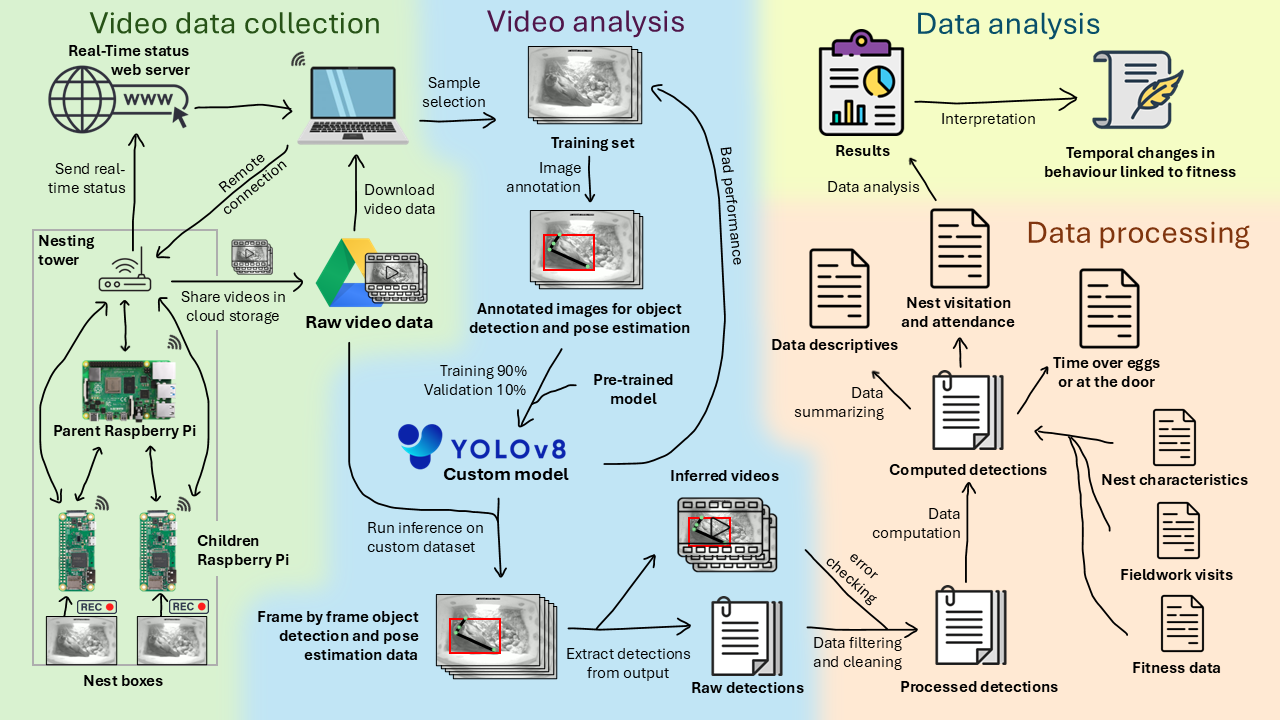 Video data collection
Real-Time status
web server
WWW
Send real-
time status
Remote
connection
Download
video data
Nesting
tower
Share videos in
cloud storage
Raw video data
Parent Raspberry Pi
Children
Raspberry Pi
REC
REC
Nest boxes
Video analysis
Sample
selection
Training set
Image
annotation
Bad performance
Annotated images for object
detection and pose estimation
Training 90%
Validation 10%
Pre-trained
model
YOLOv8
Custom model
Run inference on
custom dataset
Frame by frame object
detection and pose
estimation data
Extract detections
from output
Inferred videos
Raw detections
error
checking
Data filtering
and cleaning
Data analysis
Results
Interpretation
Temporal changes in
behaviour linked to fitness
Data analysis
Data processing
Nest visitation
and attendance
Data descriptives
Time over eggs
or at the door
Data
summarizing
Computed detections
Nest characteristics
Data
computation
Fieldwork visits
Fitness data
Processed detections